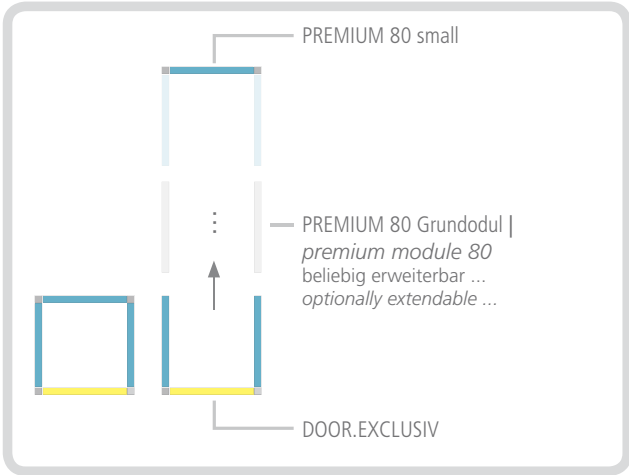 PREMIUM 80 small
PREMIUM 80 Grundodul |
premium module 80
beliebig erweiterbar ...
optionally extendable ...
DOOR.EXCLUSIV